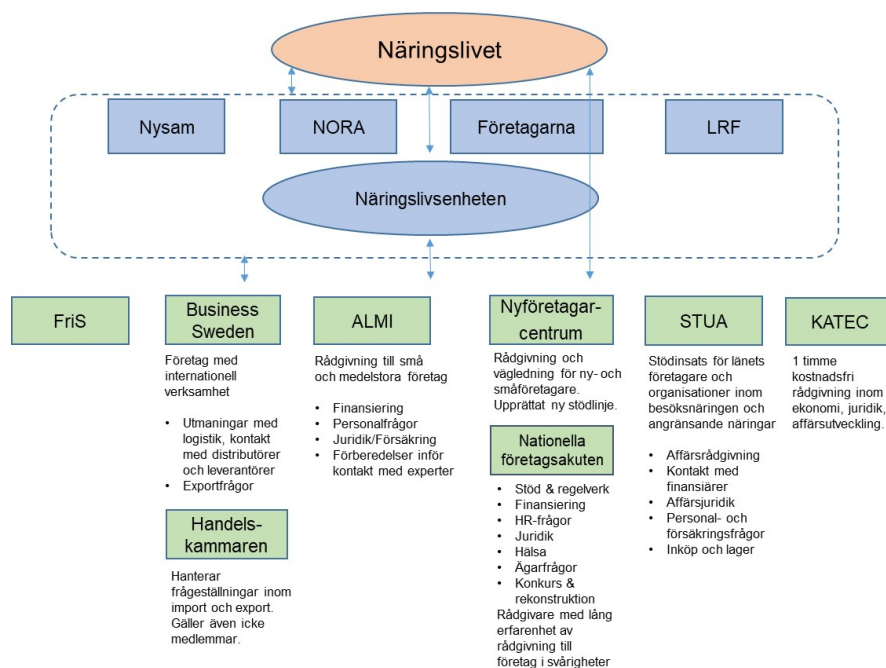 Näringslivet
Nysam
NORA
Företagarna
LRF
Näringslivsenheten
FriS
Business
Sweden
Företag med
internationell
verksamhet
• Utmaningar med
logistik, kontakt
med distributörer
och leverantörer
• Exportfrågor
Handels-
kammaren
Hanterar
frågeställningar inom
import och export.
Gäller även icke
medlemmar.
ALMI
Rådgivning till små
och medelstora företag
• Finansiering
• Personalfrågor
• Juridik/Försäkring
• Förberedelser inför
kontakt med experter
Nyföretagar-
centrum
Rådgivning och
vägledning för ny- och
småföretagare.
Upprättat ny stödlinje.
Nationella
företagsakuten
• Stöd & regelverk
• Finansiering
• HR-frågor
• Juridik
• Hälsa
• Ägarfrågor
• Konkurs &
rekonstruktion
Rådgivare med lång
erfarenhet av
rådgivning till
företag i svårigheter
STUA
Stödinsats för länets
företagare och
organisationer inom
besöksnäringen och
angränsande näringar
• Affärsrådgivning
• Kontakt med
finansiärer
• Affärsjuridik
• Personal- och
försäkringsfrågor
• Inköp och lager
KATEC
1 timme
kostnadsfri
rådgivning inom
ekonomi, juridik,
affärsutveckling.